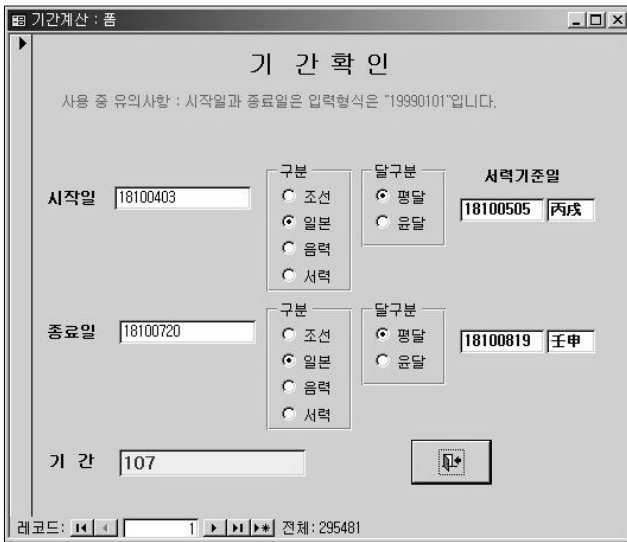 기간계산 : 폼
기 간 확 인
사용 중 유의사항 : 시작일과 종료일은 입력형식은 "19990101"입니다.
시작일
18100403
구분
조선
일본
음력
서력
달구분
평달
윤달
서력기준일
18100505 丙戌
종료일
18100720
구분
조선
일본
음력
서력
달구분
평달
윤달
18100819 壬申
기 간
107
레코드: 1 전체: 295481